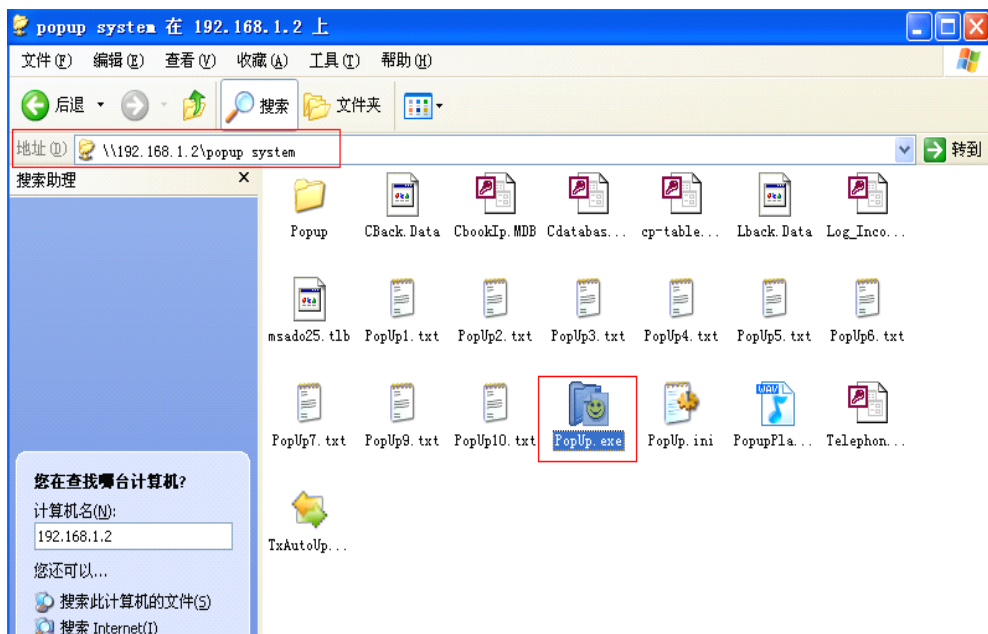 popup system 在 192.168.1.2 上
文件(F) 编辑(E) 查看(V) 收藏(A) 工具(T) 帮助(H)
后退 搜索 文件夹
地址(D) \\192.168.1.2\popup system 转到
搜索助理
Popup CBack.Data CbookIp.MDB Cdatabas... cp-table... Lback.Data Log_Inco...
msado25.tlb PopUp1.txt PopUp2.txt PopUp3.txt PopUp4.txt PopUp5.txt PopUp6.txt
PopUp7.txt PopUp9.txt PopUp10.txt PopUp.exe PopUp.ini PopupPla... Telephon...
TxAutoUp...
您在查找哪台计算机?
计算机名(N):
192.168.1.2
您还可以...
搜索此计算机的文件(S)
搜索 Internet(I)